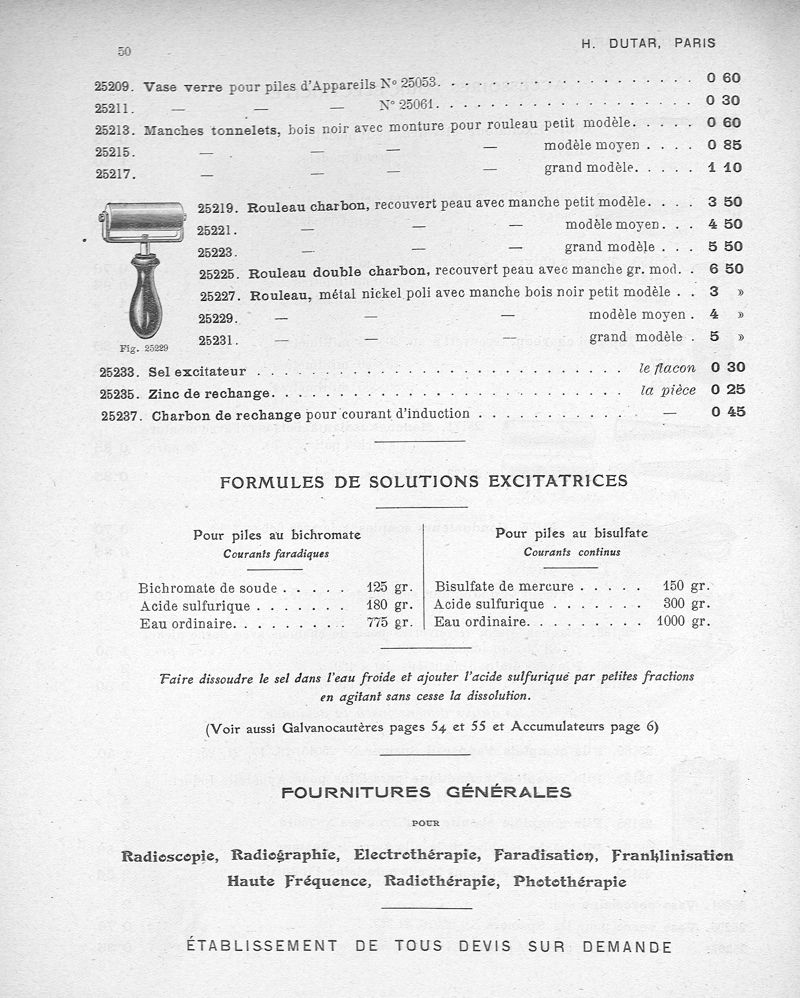 50
H. DUTAR, PARIS
25209. Vase verre pour piles d'Appareils N° 25053. . . . . . . . . . . . . . . . 0 60
25211. — — — N° 25061. . . . . . . . . . . . . . . . 0 30
25213. Manches tonnelets, bois noir avec monture pour rouleau petit modèle. . . . . 0 60
25215. — — — — modèle moyen . . . . 0 85
25217. — — — — grand modèle. . . . . 1 10
25219. Rouleau charbon, recouvert peau avec manche petit modèle. . . . 3 50
25221. — — — modèle moyen . . . 4 50
25223. — — — grand modèle . . . 5 50
25225. Rouleau double charbon, recouvert peau avec manche gr. mod. . 6 50
25227. Rouleau, métal nickel poli avec manche bois noir petit modèle . . 3 »
25229. — — — modèle moyen . 4 »
25231. — — — grand modèle . 5 »
Fig. 25229
25233. Sel excitateur . . . . . . . . . . . . . . . . . . . . . . le flacon 0 30
25235. Zinc de rechange. . . . . . . . . . . . . . . . . . . . . . la pièce 0 25
25237. Charbon de rechange pour courant d'induction . . . . . . . . . . — 0 45
FORMULES DE SOLUTIONS EXCITATRICES
Pour piles au bichromate
Courants faradiques
Bichromate de soude . . . . . 125 gr.
Acide sulfurique . . . . . . . 180 gr.
Eau ordinaire. . . . . . . . . 775 gr.
Pour piles au bisulfate
Courants continus
Bisulfate de mercure . . . . . 150 gr.
Acide sulfurique . . . . . . . 300 gr.
Eau ordinaire. . . . . . . . . 1000 gr.
Faire dissoudre le sel dans l'eau froide et ajouter l'acide sulfurique par petites fractions
en agitant sans cesse la dissolution.
(Voir aussi Galvanocautères pages 54 et 55 et Accumulateurs page 6)
FOURNITURES GÉNÉRALES
POUR
Radioscopie, Radiographie, Electrothérapie, Faradisation, Franklinisation
Haute Fréquence, Radiothérapie, Photothérapie
ÉTABLISSEMENT DE TOUS DEVIS SUR DEMANDE